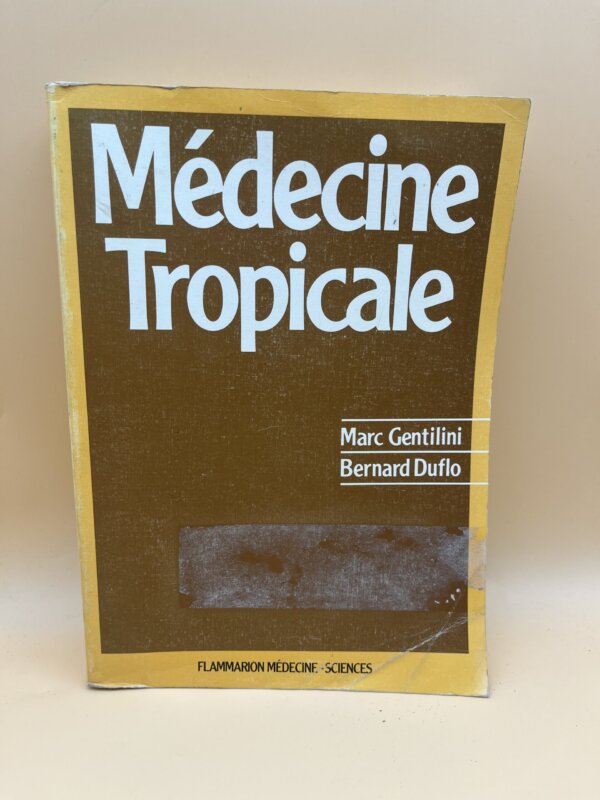 Médecine
Tropicale
Marc Gentilini
Bernard Duflo
FLAMMARION MÉDECINE-SCIENCES